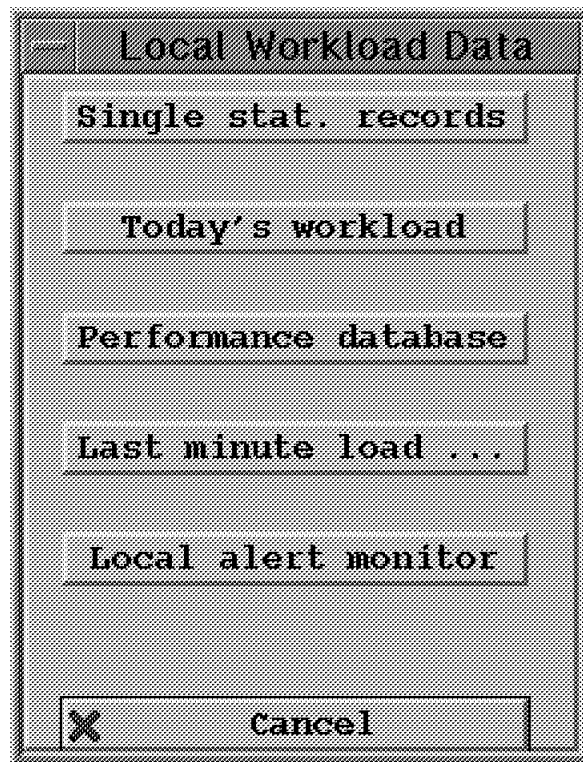 Local Workload Data
Single stat. records
Today's workload
Performance database
Last minute load ...
Local alert monitor
Cancel